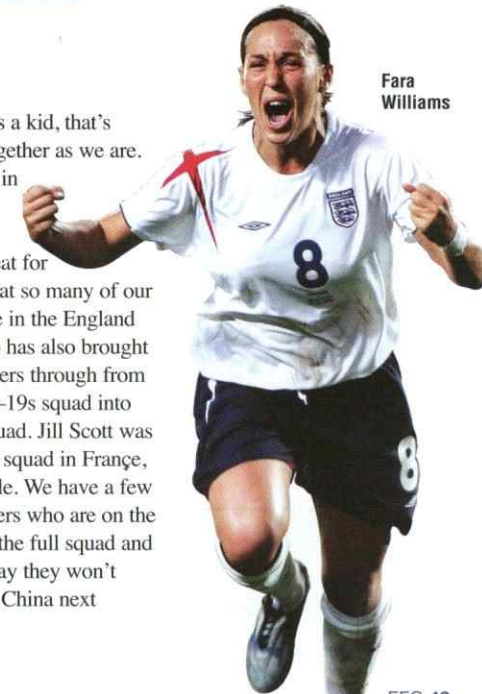 s a kid, that's
gether as we are.
in
eat for
at so many of our
e in the England
has also brought
ers through from
-19s squad into
uad. Jill Scott was
squad in France,
le. We have a few
ers who are on the
the full squad and
ay they won't
China next
Fara
Williams
ENGLAND
8
8